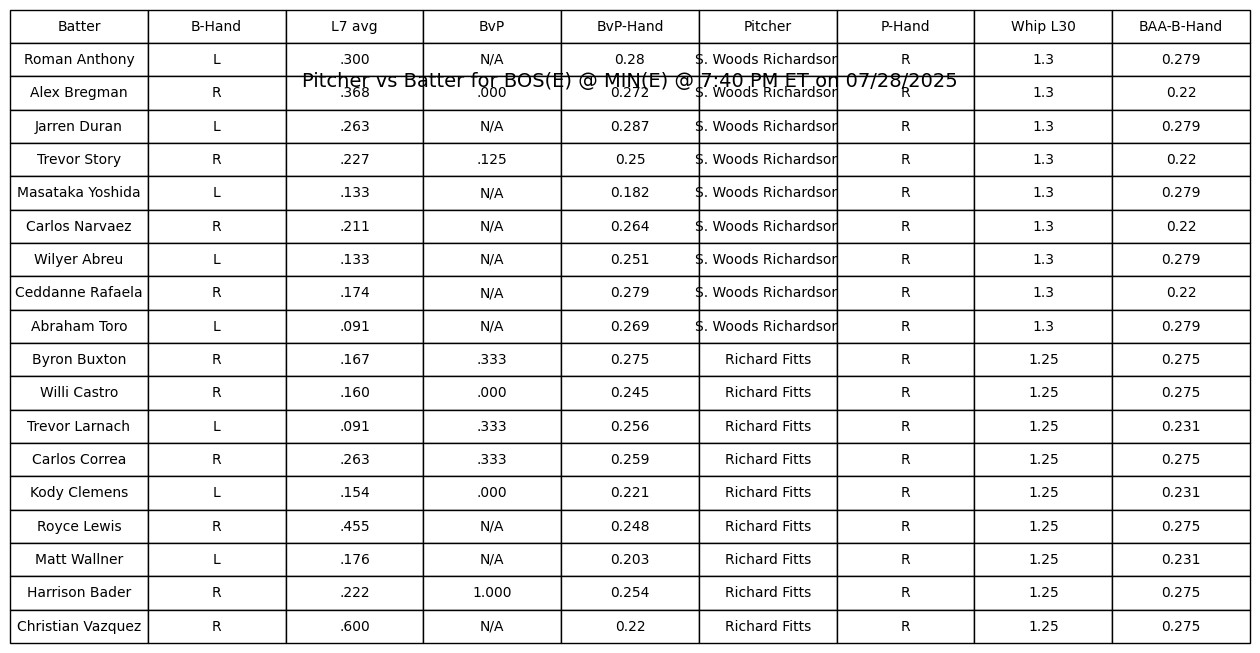 Batter B-Hand L7 avg BvP BvP-Hand Pitcher P-Hand Whip L30 BAA-B-Hand
Roman Anthony L .300 N/A 0.28 S. Woods Richardson R 1.3 0.279
Pitcher vs Batter for BOS(E) @ MIN(E) @ 7:40 PM ET on 07/28/2025
Alex Bregman R .368 .000 0.272 S. Woods Richardson R 1.3 0.22
Jarren Duran L .263 N/A 0.287 S. Woods Richardson R 1.3 0.279
Trevor Story R .227 .125 0.25 S. Woods Richardson R 1.3 0.22
Masataka Yoshida L .133 N/A 0.182 S. Woods Richardson R 1.3 0.279
Carlos Narvaez R .211 N/A 0.264 S. Woods Richardson R 1.3 0.22
Wilyer Abreu L .133 N/A 0.251 S. Woods Richardson R 1.3 0.279
Ceddanne Rafaela R .174 N/A 0.279 S. Woods Richardson R 1.3 0.22
Abraham Toro L .091 N/A 0.269 S. Woods Richardson R 1.3 0.279
Byron Buxton R .167 .333 0.275 Richard Fitts R 1.25 0.275
Willi Castro R .160 .000 0.245 Richard Fitts R 1.25 0.275
Trevor Larnach L .091 .333 0.256 Richard Fitts R 1.25 0.231
Carlos Correa R .263 .333 0.259 Richard Fitts R 1.25 0.275
Kody Clemens L .154 .000 0.221 Richard Fitts R 1.25 0.231
Royce Lewis R .455 N/A 0.248 Richard Fitts R 1.25 0.275
Matt Wallner L .176 N/A 0.203 Richard Fitts R 1.25 0.231
Harrison Bader R .222 1.000 0.254 Richard Fitts R 1.25 0.275
Christian Vazquez R .600 N/A 0.22 Richard Fitts R 1.25 0.275